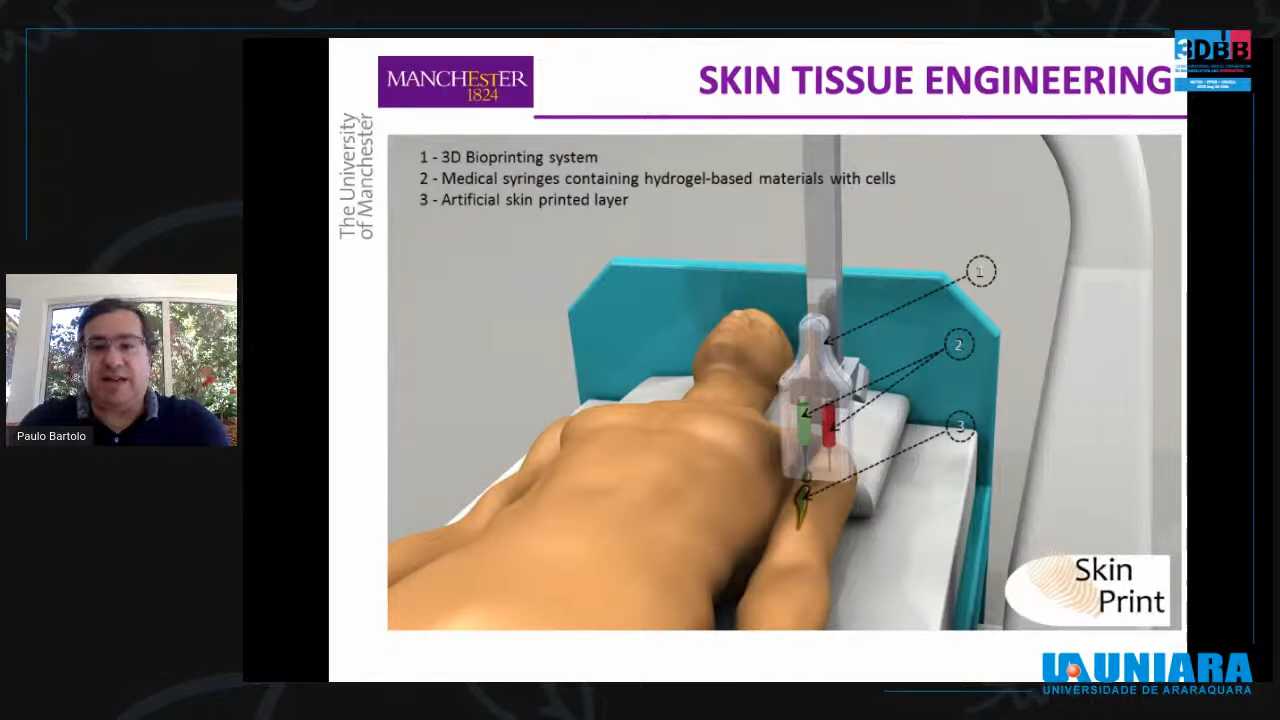 MANCHESTER
1824
The University
of Manchester
SKIN TISSUE ENGINEERING
3DBB
1 - 3D Bioprinting system
2 - Medical syringes containing hydrogel-based materials with cells
3 - Artificial skin printed layer
1
2
3
Paulo Bartolo
Skin
Print
UNIARA
UNIVERSIDADE DE ARARAQUARA